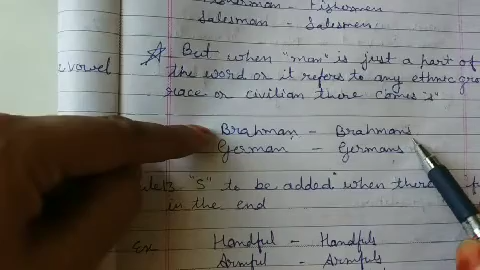 Fisherman - Fishermen
Salesman - Salesmen
But when "man" is just a part of
vowel
the word or it refers to any ethnic gro
race or civilian there comes "s"
Brahman - Brahmans
German - Germans
"S" to be added when there
in the end
Ex Handful - Handfuls
Armful - Armfuls